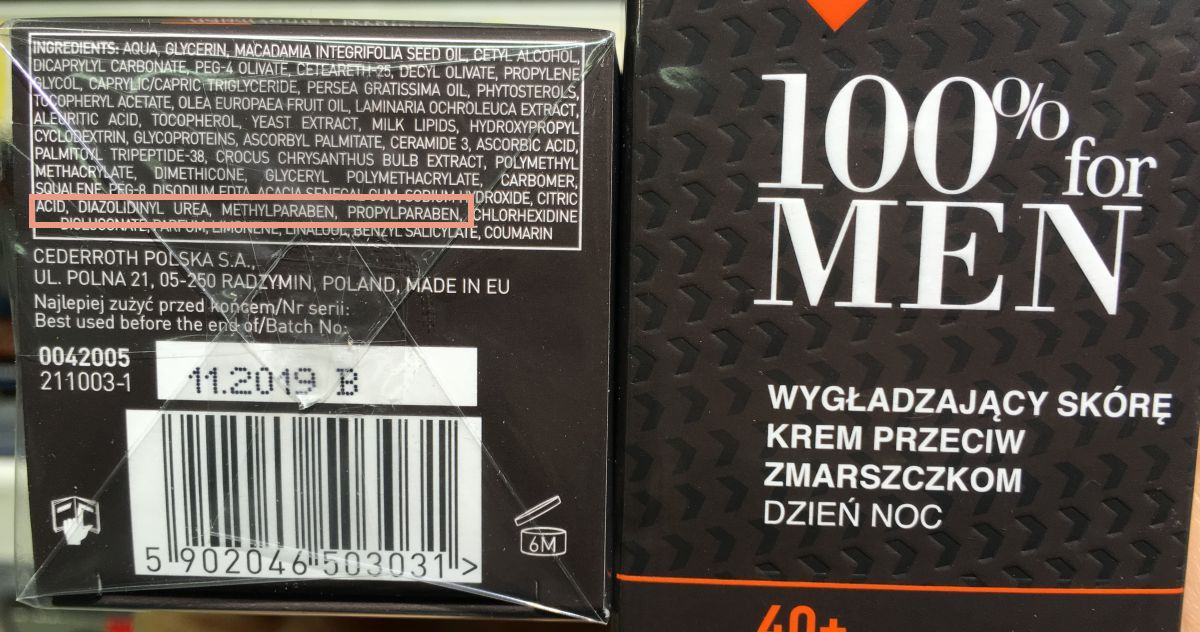 INGREDIENTS: AQUA, GLYCERIN, MACADAMIA INTEGRIFOLIA SEED OIL, CETYL ALCOHOL,
DICAPRYLYL CARBONATE, PEG-4 OLIVATE, CETEARETH-25, DECYL OLIVATE, PROPYLENE
GLYCOL, CAPRYLIC/CAPRIC TRIGLYCERIDE, PERSEA GRATISSIMA OIL, PHYTOSTEROLS,
TOCOPHERYL ACETATE, OLEA EUROPAEA FRUIT OIL, LAMINARIA OCHROLEUCA EXTRACT,
ALEURITIC ACID, TOCOPHEROL, YEAST EXTRACT, MILK LIPIDS, HYDROXYPROPYL
CYCLODEXTRIN, GLYCOPROTEINS, ASCORBYL PALMITATE, CERAMIDE 3, ASCORBIC ACID,
PALMITOYL TRIPEPTIDE-38, CROCUS CHRYSANTHUS BULB EXTRACT, POLYMETHYL
METHACRYLATE, DIMETHICONE, GLYCERYL POLYMETHACRYLATE, CARBOMER,
SQUALENE, PEG-8, DISODIUM EDTA, ACACIA SENEGAL GUM, SODIUM HYDROXIDE, CITRIC
ACID, DIAZOLIDINYL UREA, METHYLPARABEN, PROPYLPARABEN, CHLORHEXIDINE
DIGLUCONATE, PARFUM, LIMONENE, LINALOOL, BENZYL SALICYLATE, COUMARIN
CEDERROTH POLSKA S.A.,
UL. POLNA 21, 05-250 RADZYMIN, POLAND, MADE IN EU
Najlepiej zużyć przed końcem/Nr serii:
Best used before the end of/Batch No:
0042005
211003-1
11.2019 B
5 902046 503031 >
6M
100% for
MEN
WYGŁADZAJĄCY SKÓRĘ
KREM PRZECIW
ZMARSZCZKOM
DZIEŃ NOC
40+